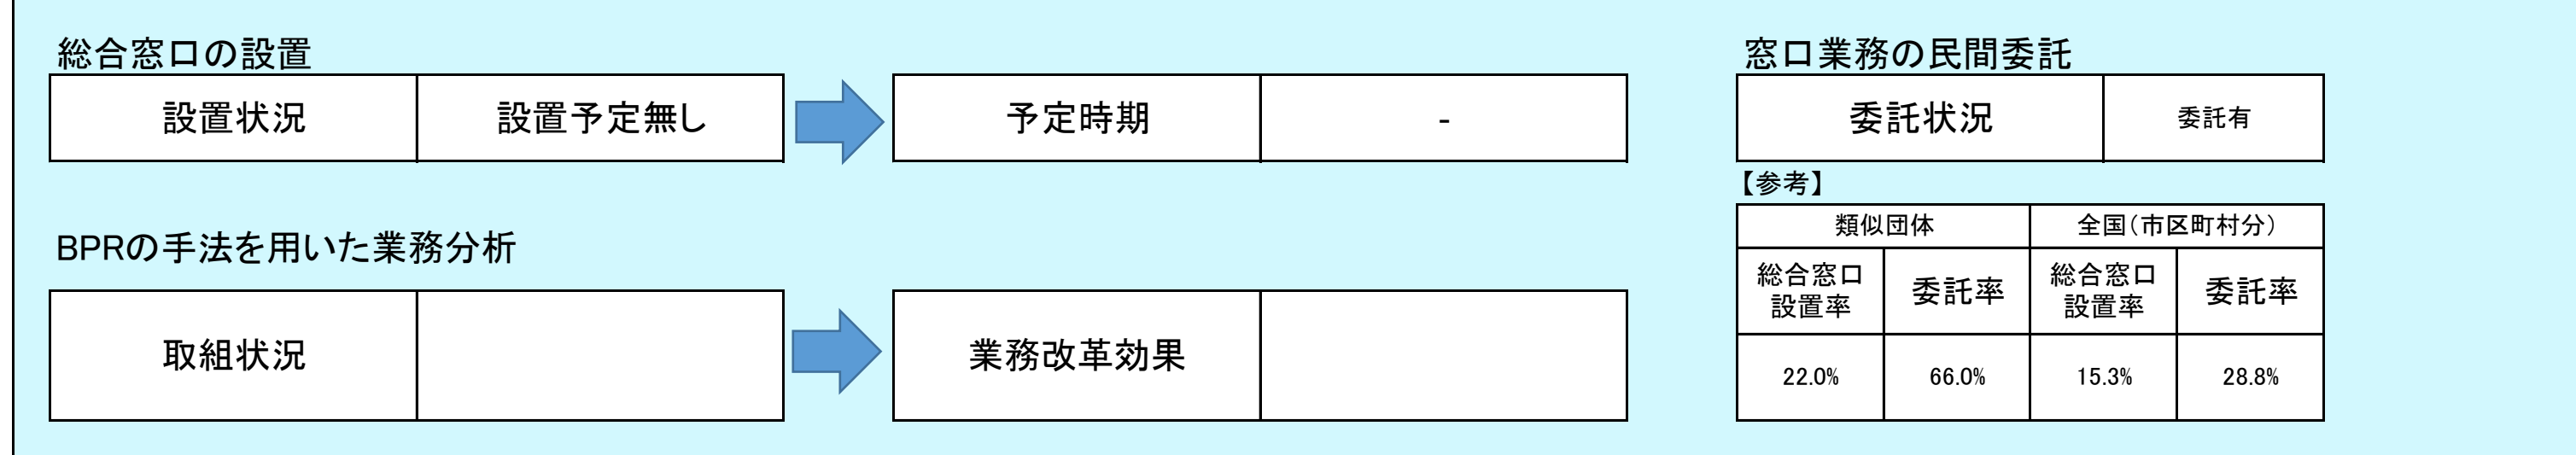 総合窓口の設置
設置状況 設置予定無し 予定時期 -
BPRの手法を用いた業務分析
取組状況 業務改革効果
窓口業務の民間委託
委託状況 委託有
【参考】
類似団体 全国(市区町村分)
総合窓口 委託率 総合窓口 委託率
設置率 設置率
22.0% 66.0% 15.3% 28.8%